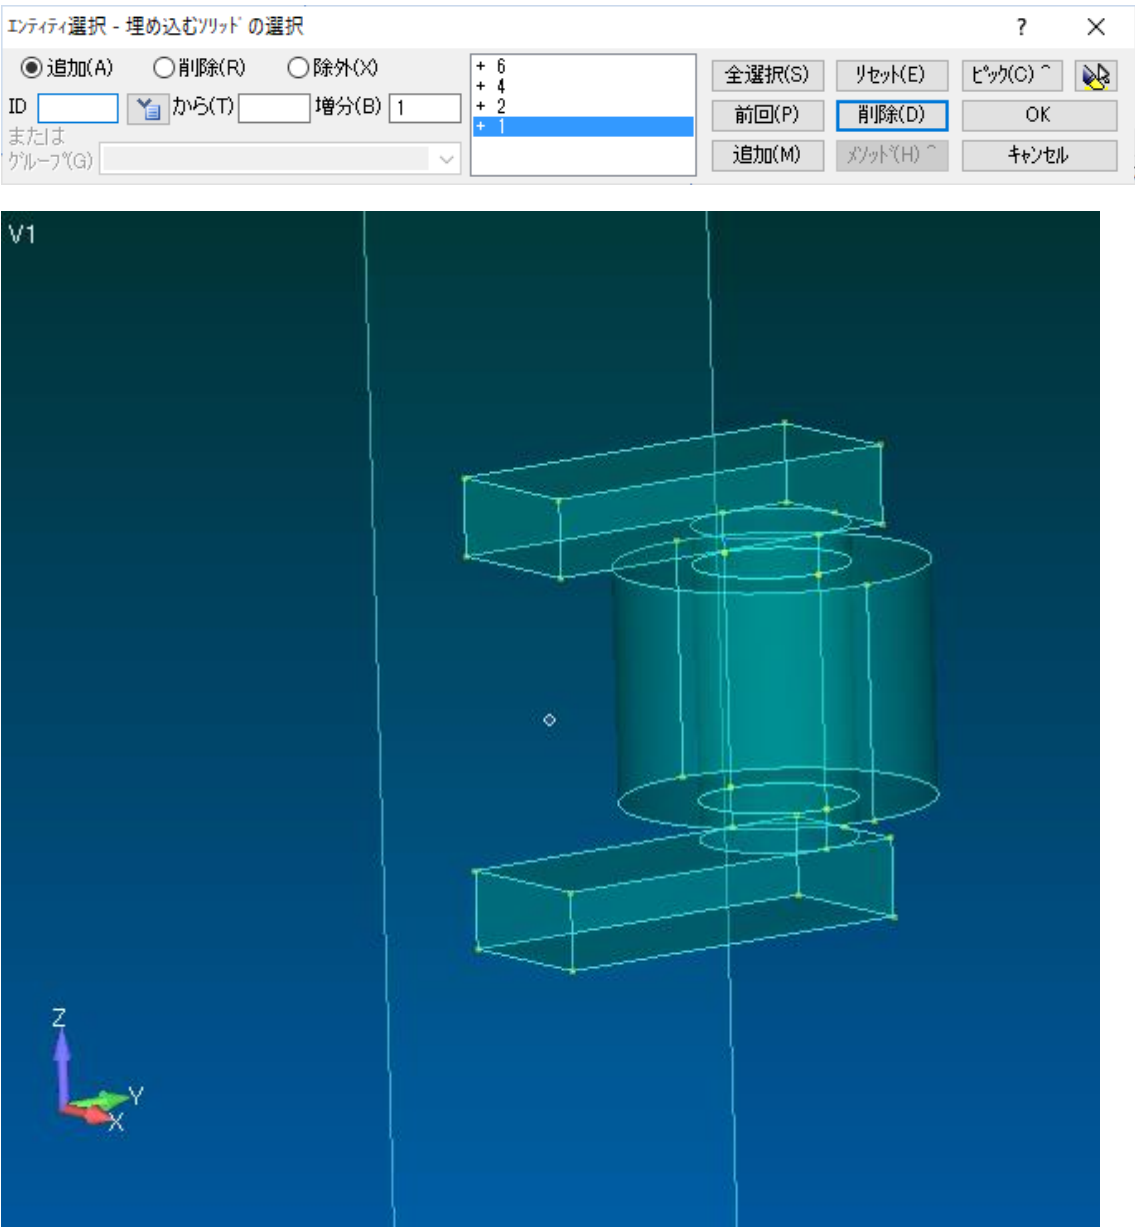 ｴﾝﾃｨﾃｨ選択 - 埋め込むｿﾘｯﾄﾞの選択 ?
追加(A) 削除(R) 除外(X)
ID から(T) 増分(B) 1
または
ｸﾞﾙｰﾌﾟ(G)
+ 6
+ 4
+ 2
+ 1
全選択(S) ﾘｾｯﾄ(E) ﾋﾟｯｸ(C) ^
前回(P) 削除(D) OK
追加(M) ﾒｿｯﾄﾞ(H) ^ ｷｬﾝｾﾙ
V1
Z
Y
X